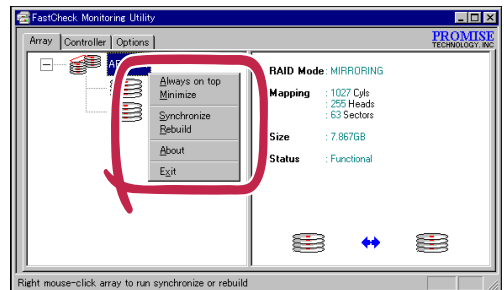 FastCheck Monitoring Utility
Array Controller Options
PROMISE
TECHNOLOGY. INC
Always on top
Minimize
Synchronize
Rebuild
About
Exit
RAID Mode : MIRRORING
Mapping : 1027 Cyls
: 255 Heads
: 63 Sectors
Size : 7.867GB
Status : Functional
Right mouse-click array to run synchronize or rebuild